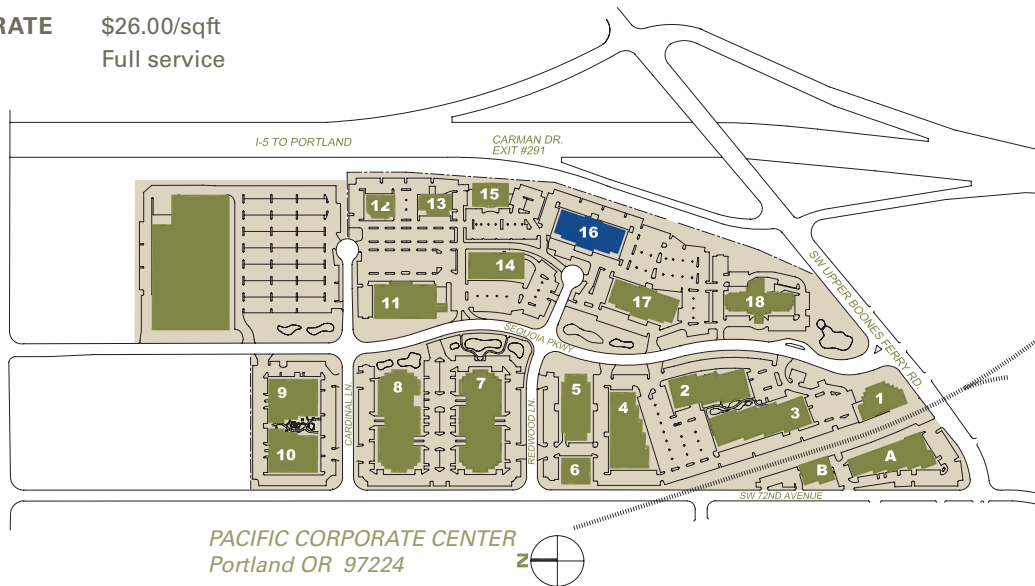 RATE $26.00/sqft
Full service
I-5 TO PORTLAND
CARMAN DR.
EXIT #291
12
13
15
16
14
11
17
18
SW UPPER BOONES FERRY RD.
SEQUOIA PKWY
9
10
CARDINAL LN.
8
7
REDWOOD LN.
5
6
4
2
3
1
A
B
SW 72ND AVENUE
PACIFIC CORPORATE CENTER
Portland OR 97224
N